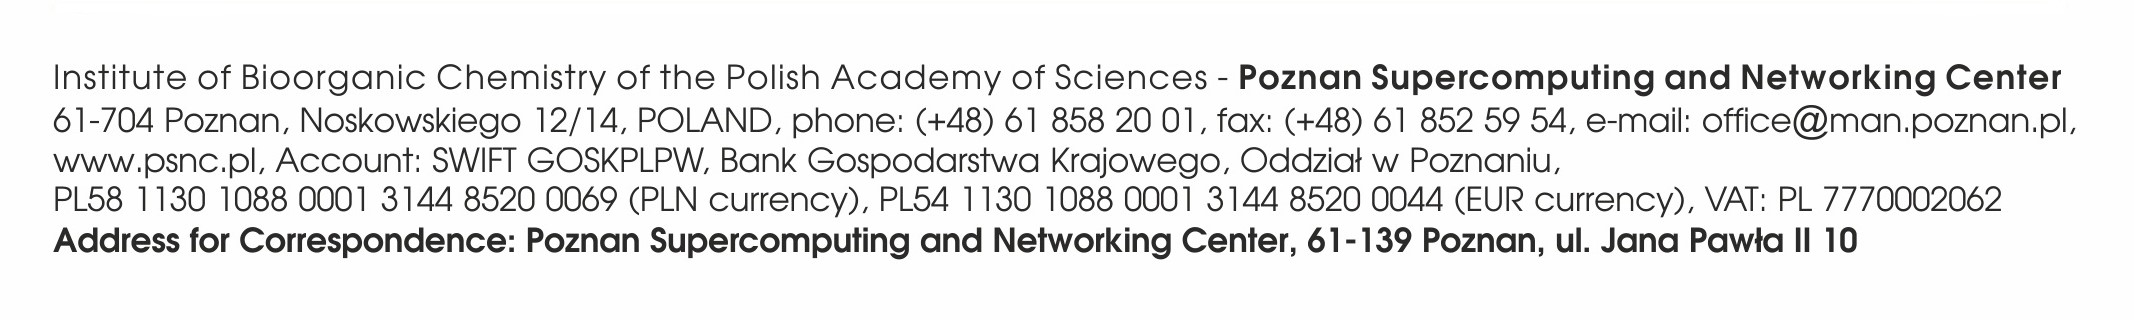 Institute of Bioorganic Chemistry of the Polish Academy of Sciences - Poznan Supercomputing and Networking Center
61-704 Poznan, Noskowskiego 12/14, POLAND, phone: (+48) 61 858 20 01, fax: (+48) 61 852 59 54, e-mail: office@man.poznan.pl,
www.psnc.pl, Account: SWIFT GOSKPLPW, Bank Gospodarstwa Krajowego, Oddział w Poznaniu,
PL58 1130 1088 0001 3144 8520 0069 (PLN currency), PL54 1130 1088 0001 3144 8520 0044 (EUR currency), VAT: PL 7770002062
Address for Correspondence: Poznan Supercomputing and Networking Center, 61-139 Poznan, ul. Jana Pawła II 10